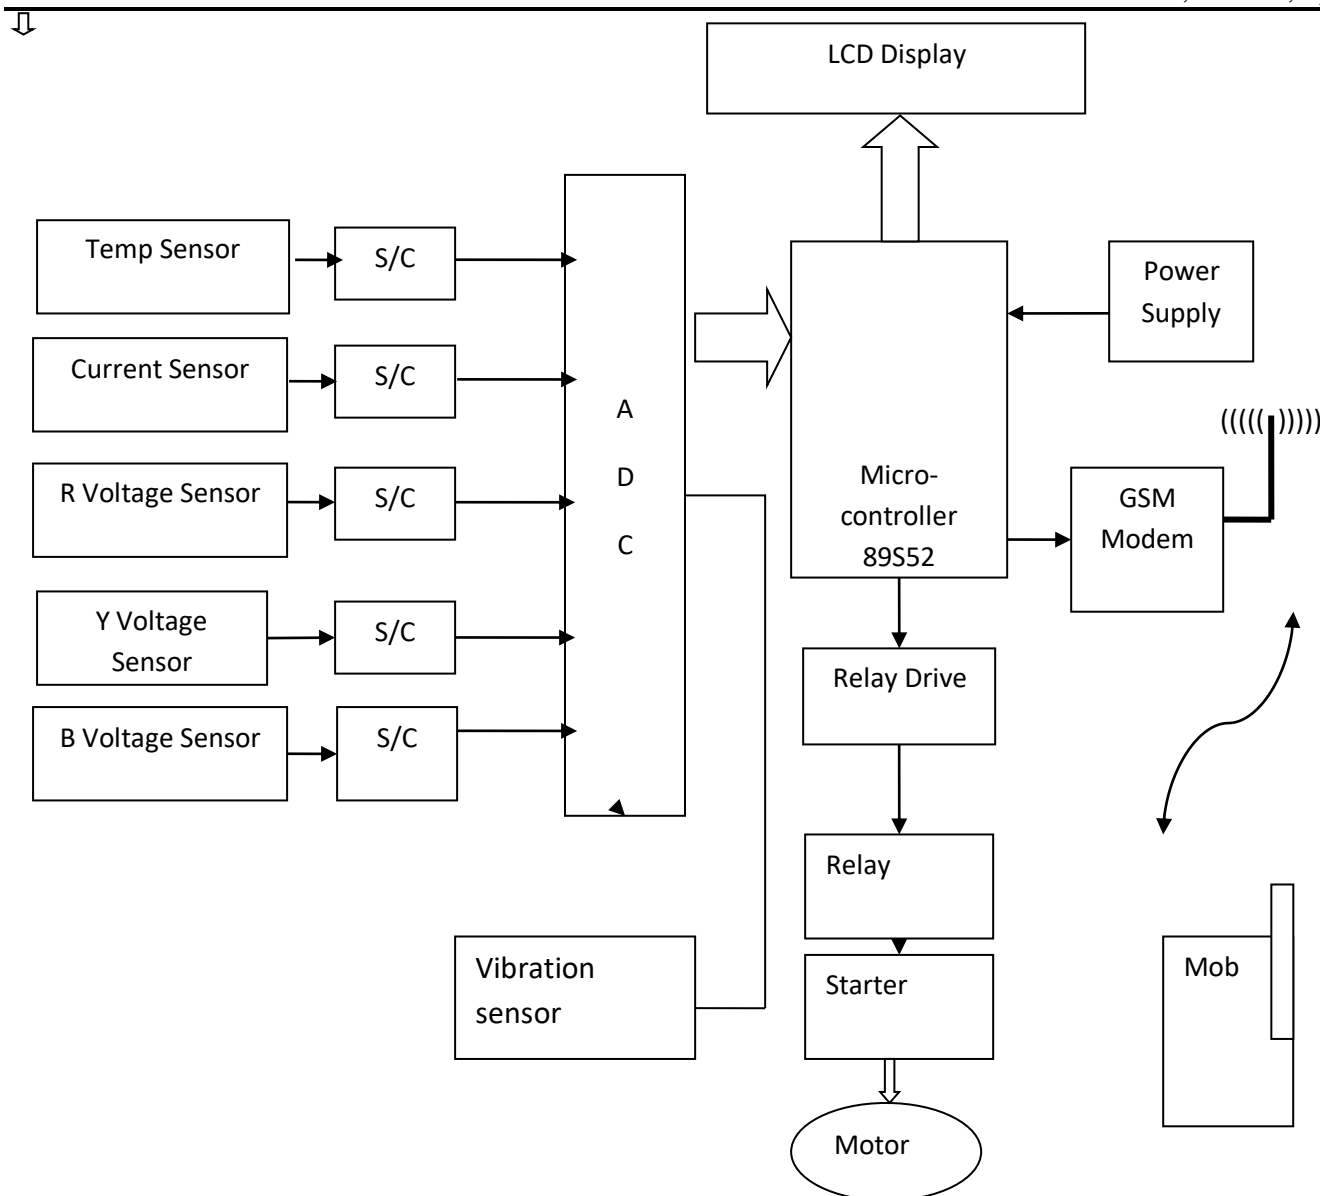 LCD Display
Temp Sensor
S/C
Current Sensor
S/C
R Voltage Sensor
S/C
Y Voltage
Sensor
S/C
B Voltage Sensor
S/C
A
D
C
Micro-
controller
89S52
Power
Supply
((((( )))))
GSM
Modem
Relay Drive
Relay
Starter
Motor
Vibration
sensor
Mob